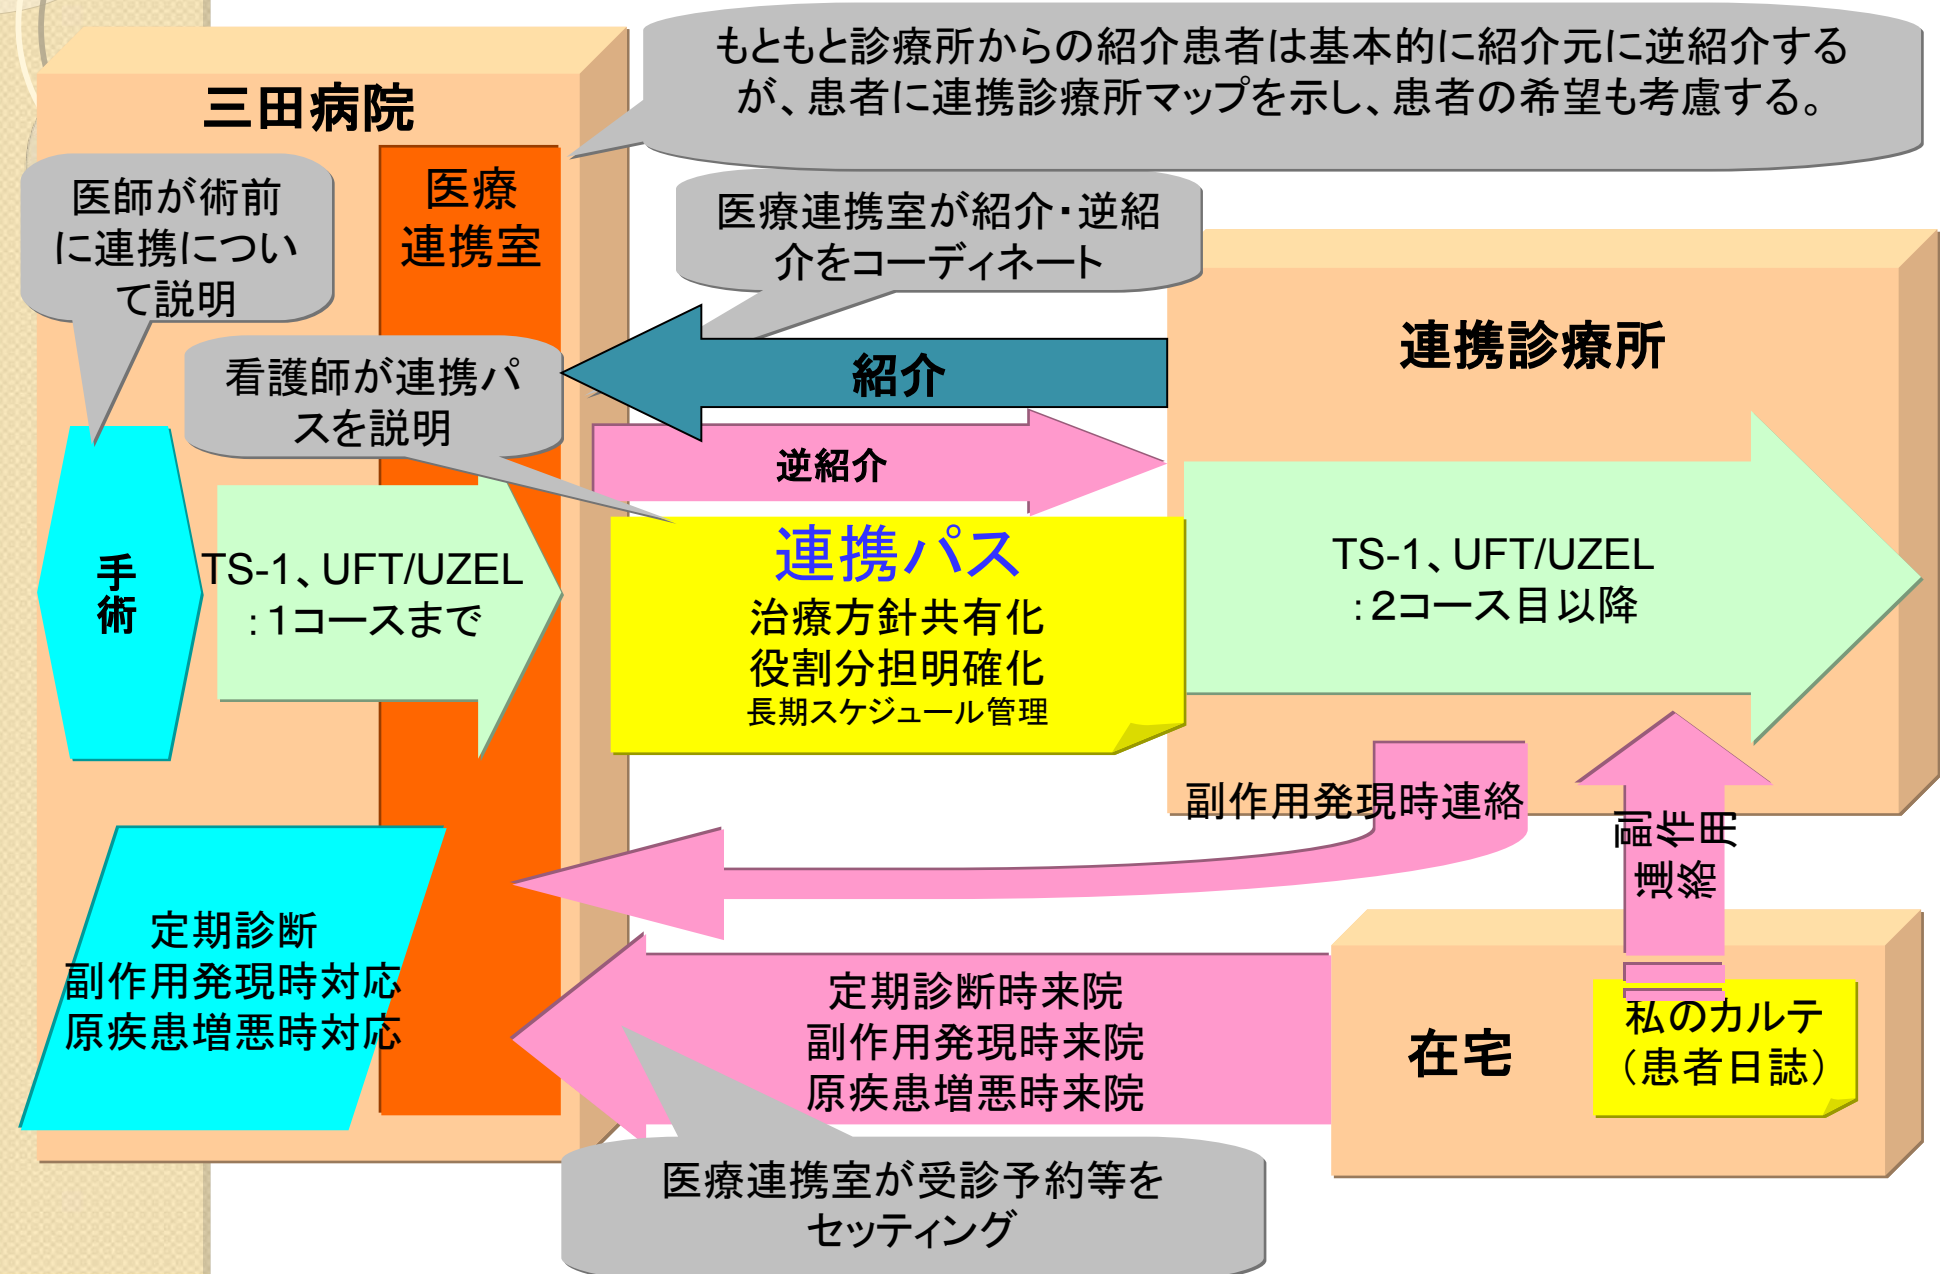 もともと診療所からの紹介患者は基本的に紹介元に逆紹介する
が、患者に連携診療所マップを示し、患者の希望も考慮する。
三田病院
医師が術前
に連携につい
て説明
医療
連携室
医療連携室が紹介・逆紹
介をコーディネート
連携診療所
看護師が連携パ
スを説明
紹介
逆紹介
手術
TS-1、UFT/UZEL
：1コースまで
連携パス
治療方針共有化
役割分担明確化
長期スケジュール管理
TS-1、UFT/UZEL
：2コース目以降
副作用発現時連絡
副作用
連絡
定期診断
副作用発現時対応
原疾患増悪時対応
定期診断時来院
副作用発現時来院
原疾患増悪時来院
在宅
私のカルテ
（患者日誌）
医療連携室が受診予約等を
セッティング